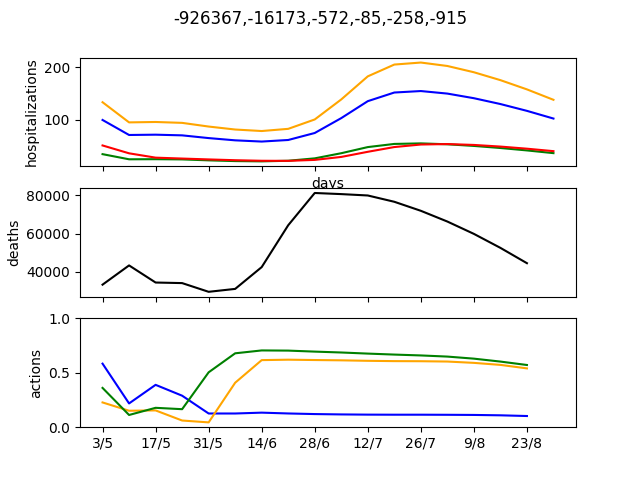 -926367,-16173,-572,-85,-258,-915
hospitalizations
200
100
days
deaths
80000
60000
40000
actions
1.0
0.5
0.0
3/5 17/5 31/5 14/6 28/6 12/7 26/7 9/8 23/8